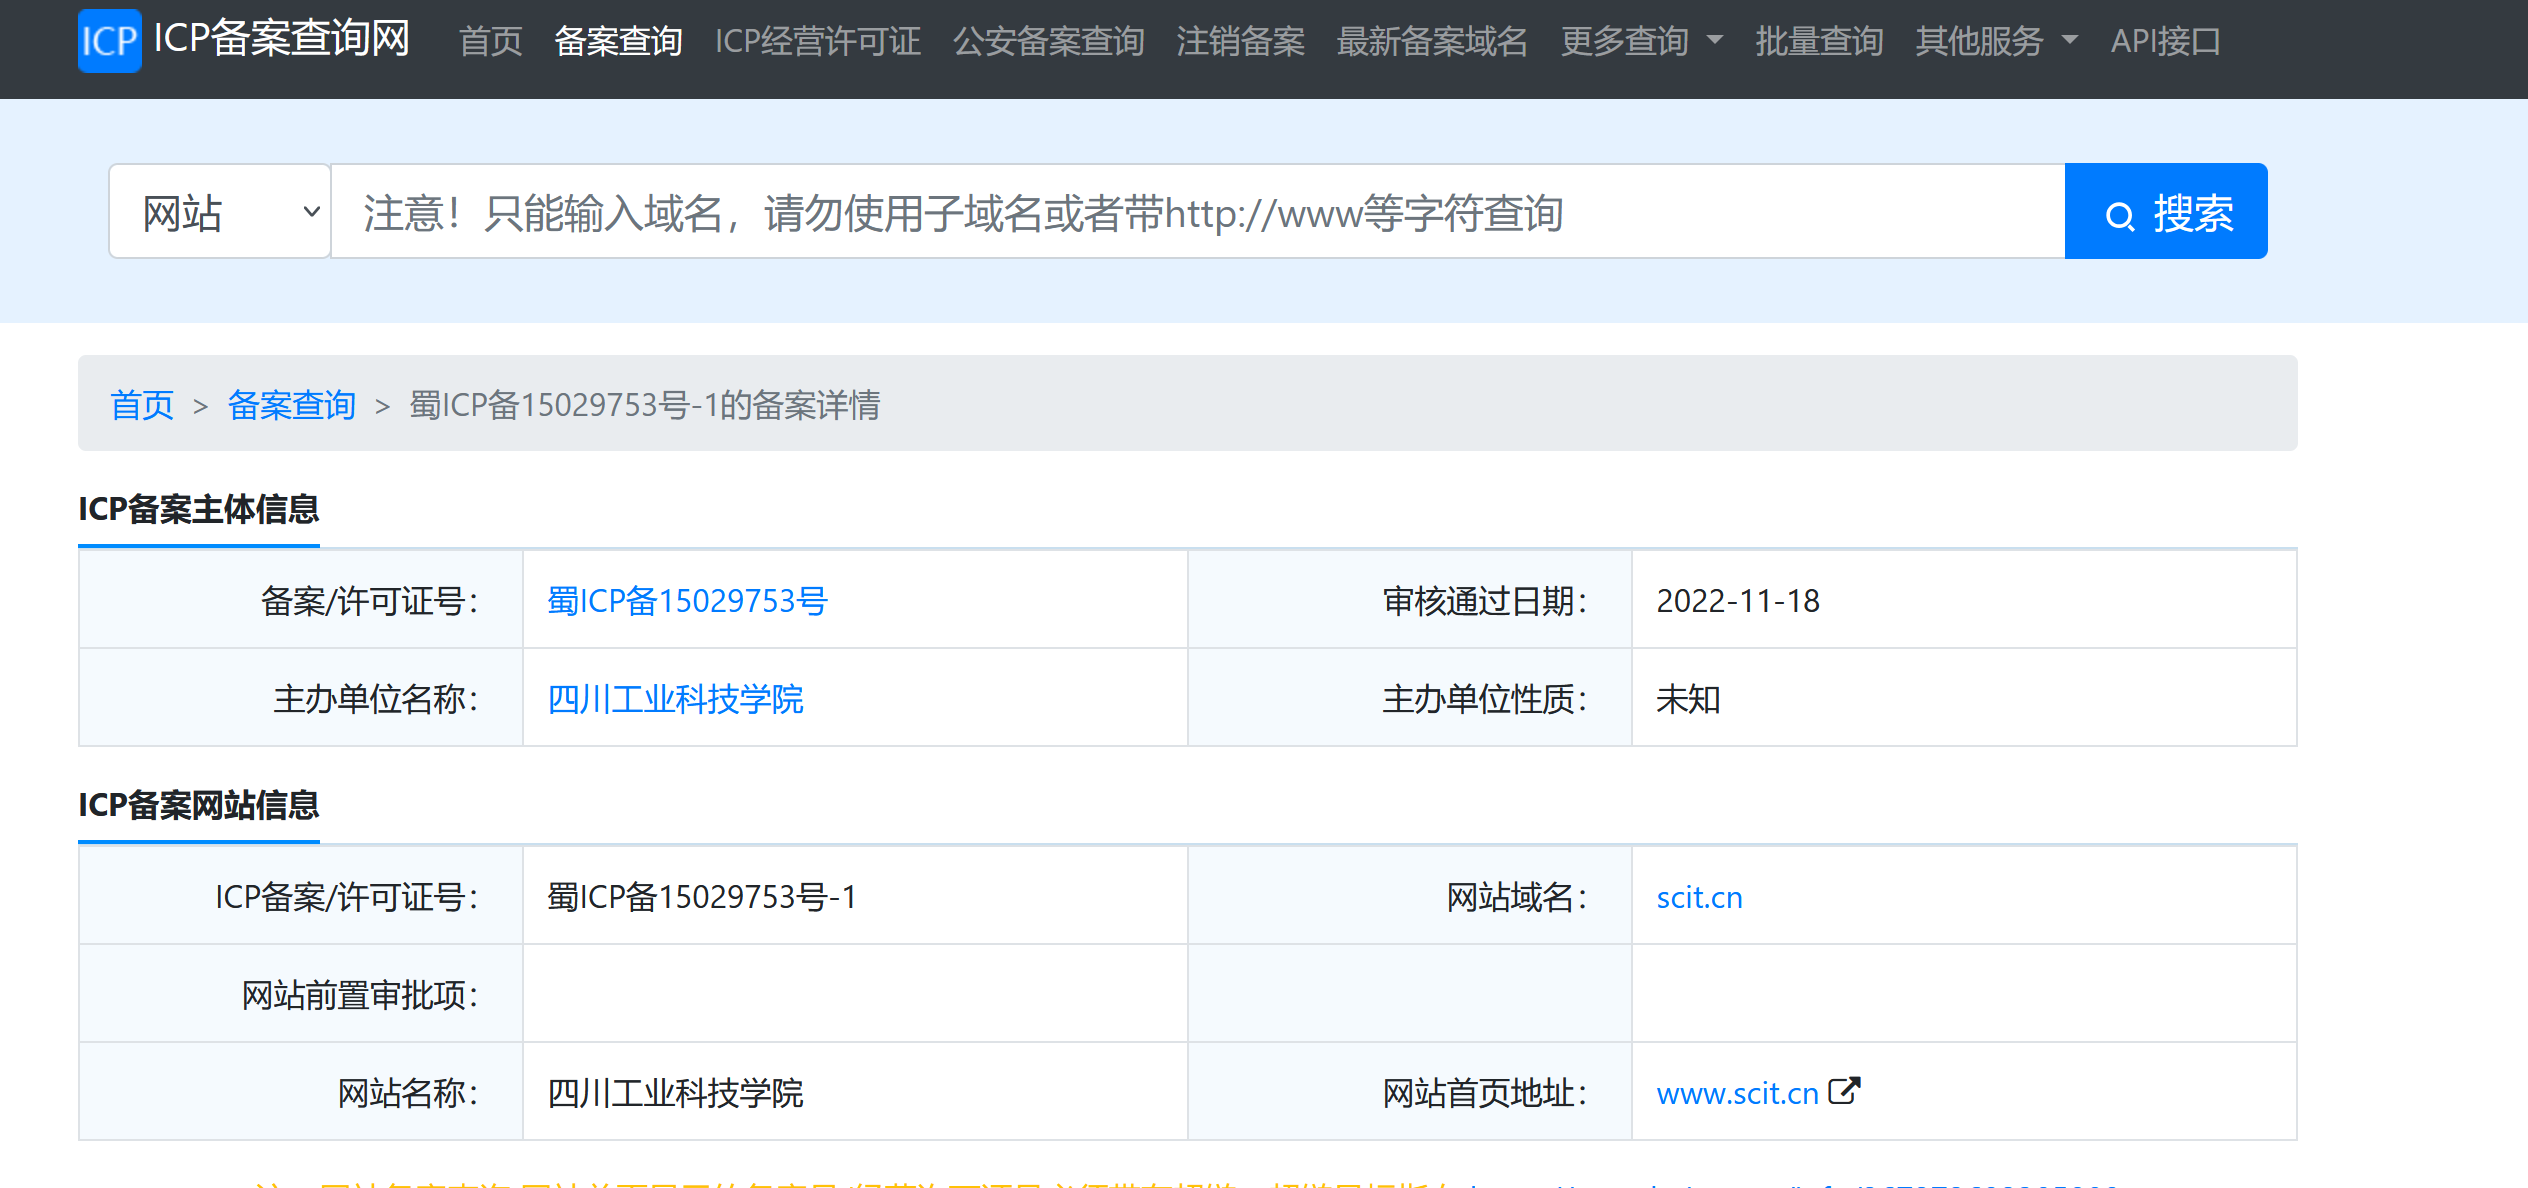 ICP ICP备案查询网 首页 备案查询 ICP经营许可证 公安备案查询 注销备案 最新备案域名 更多查询 批量查询 其他服务 API接口
网站 注意！只能输入域名，请勿使用子域名或者带http://www等字符查询 搜索
首页 > 备案查询 > 蜀ICP备15029753号-1的备案详情
ICP备案主体信息
备案/许可证号： 蜀ICP备15029753号 审核通过日期： 2022-11-18
主办单位名称： 四川工业科技学院 主办单位性质： 未知
ICP备案网站信息
ICP备案/许可证号： 蜀ICP备15029753号-1 网站域名： scit.cn
网站前置审批项：
网站名称： 四川工业科技学院 网站首页地址： www.scit.cn